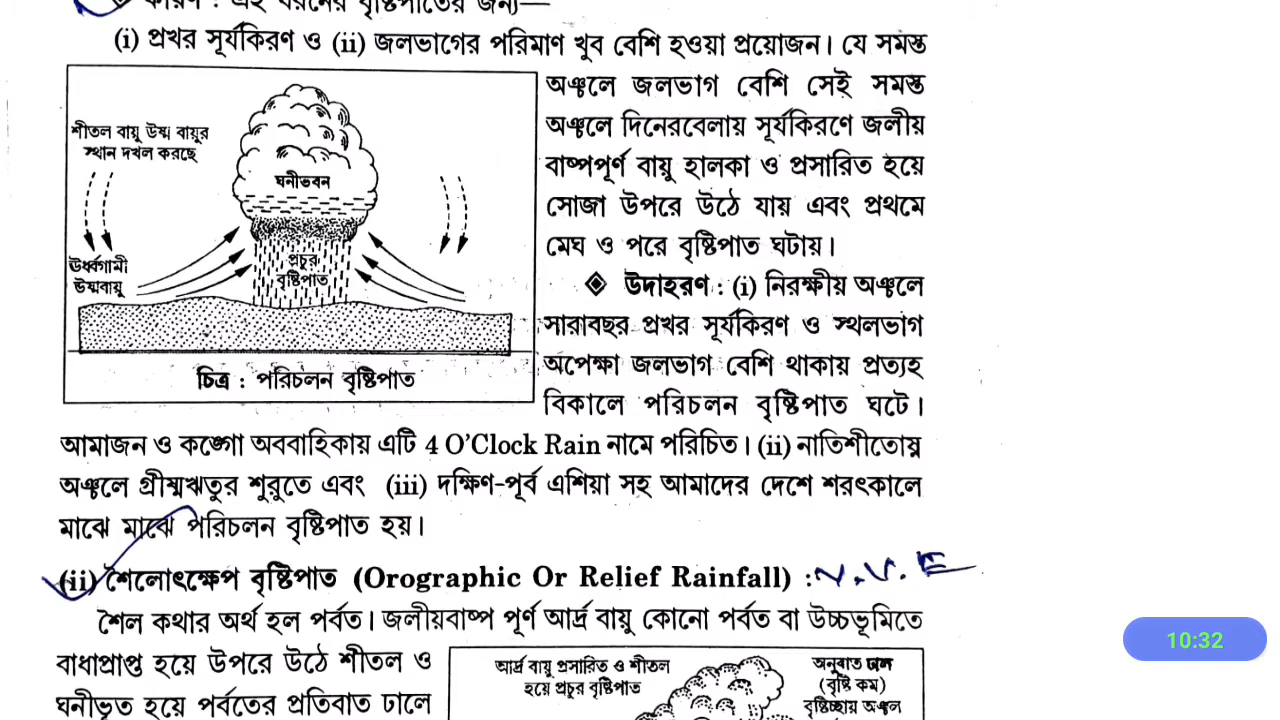 কারণ : এই ধরনের বৃষ্টিপাতের জন্য—
(i) প্রখর সূর্যকিরণ ও (ii) জলভাগের পরিমাণ খুব বেশি হওয়া প্রয়োজন। যে সমস্ত
অঞ্চলে জলভাগ বেশি সেই সমস্ত
অঞ্চলে দিনেরবেলায় সূর্যকিরণে জলীয়
বাষ্পপূর্ণ বায়ু হালকা ও প্রসারিত হয়ে
সোজা উপরে উঠে যায় এবং প্রথমে
মেঘ ও পরে বৃষ্টিপাত ঘটায়।
শীতল বায়ু উষ্ণ বায়ুর
স্থান দখল করছে
ঘনীভবন
ঊর্ধ্বগামী
উষ্মবায়ু
প্রচুর
বৃষ্টিপাত
চিত্র : পরিচলন বৃষ্টিপাত
❖ উদাহরণ : (i) নিরক্ষীয় অঞ্চলে
সারাবছর প্রখর সূর্যকিরণ ও স্থলভাগ
অপেক্ষা জলভাগ বেশি থাকায় প্রত্যহ
বিকালে পরিচলন বৃষ্টিপাত ঘটে।
আমাজন ও কঙ্গো অববাহিকায় এটি 4 O'Clock Rain নামে পরিচিত। (ii) নাতিশীতোষ্ণ
অঞ্চলে গ্রীষ্মঋতুর শুরুতে এবং (iii) দক্ষিণ-পূর্ব এশিয়া সহ আমাদের দেশে শরৎকালে
মাঝে মাঝে পরিচলন বৃষ্টিপাত হয়।
(ii) শৈলোৎক্ষেপ বৃষ্টিপাত (Orographic Or Relief Rainfall) : N.V.E
শৈল কথার অর্থ হল পর্বত। জলীয়বাষ্প পূর্ণ আর্দ্র বায়ু কোনো পর্বত বা উচ্চভূমিতে
বাধাপ্রাপ্ত হয়ে উপরে উঠে শীতল ও
ঘনীভূত হয়ে পর্বতের প্রতিবাত ঢালে
আর্দ্র বায়ু প্রসারিত ও শীতল
হয়ে প্রচুর বৃষ্টিপাত
অনুবাত ঢাল
(বৃষ্টি কম)
বৃষ্টিচ্ছায় অঞ্চল
10:32